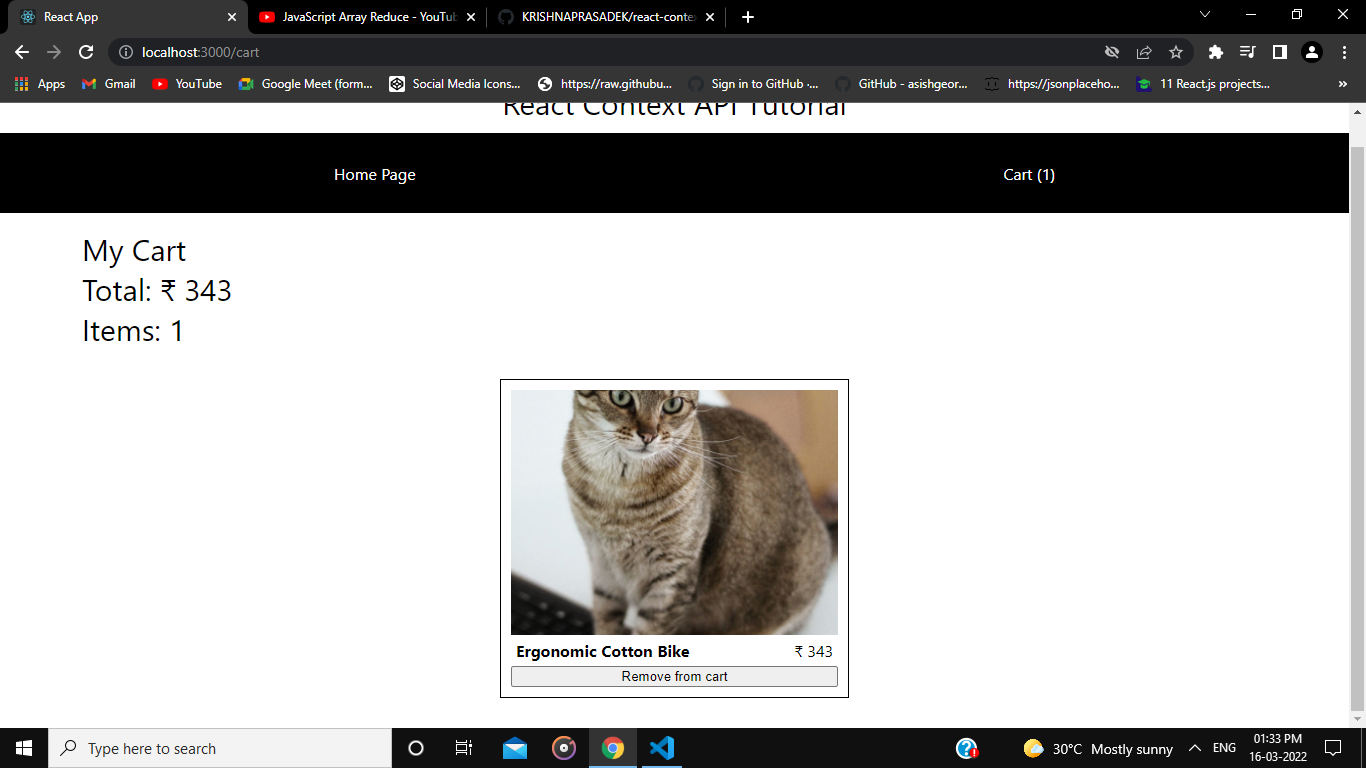 React App
JavaScript Array Reduce - YouTub
KRISHNAPRASADEK/react-conte
localhost:3000/cart
Apps
Gmail
YouTube
Google Meet (form...
Social Media Icons...
https://raw.githubu...
Sign in to GitHub ·...
GitHub - asishgeor...
https://jsonplaceho...
11 React.js projects...
»
React Context API Tutorial
Home Page
Cart (1)
My Cart
Total: ₹ 343
Items: 1
Ergonomic Cotton Bike
₹ 343
Remove from cart
Type here to search
30°C Mostly sunny
ENG
01:33 PM
16-03-2022